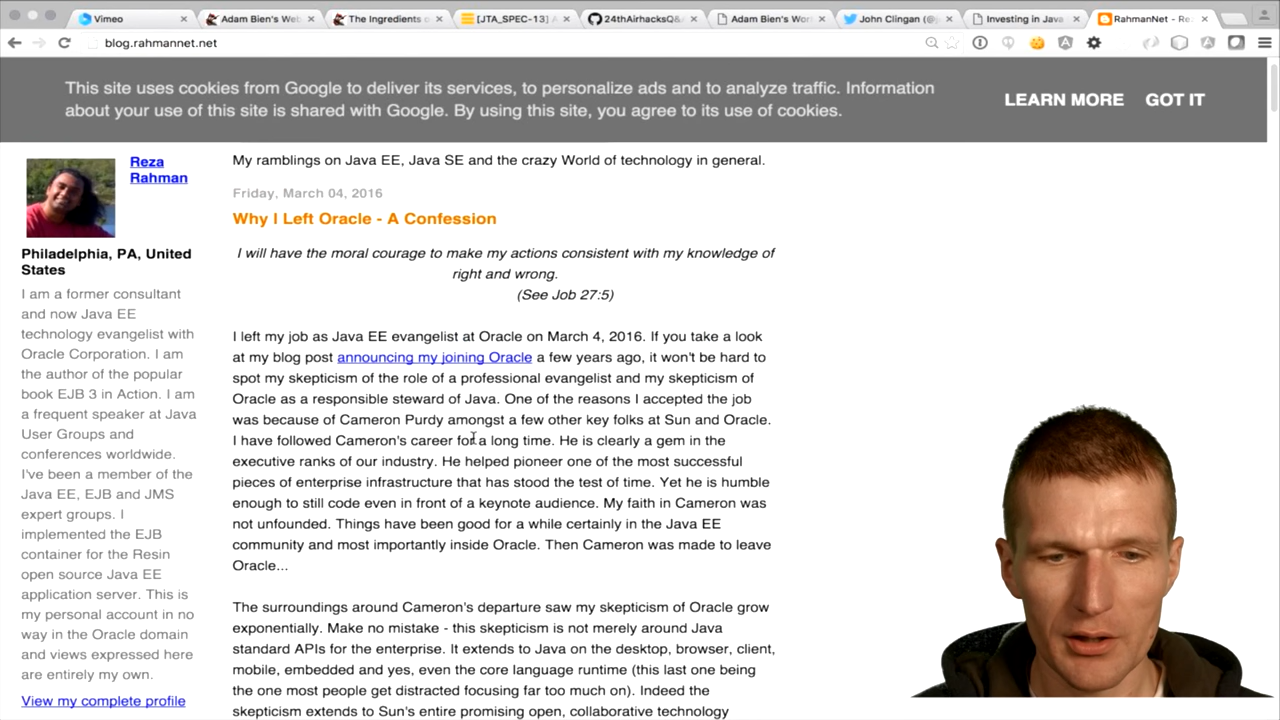 Vimeo
Adam Bien's Web
The Ingredients o
[JTA_SPEC-13] A
24thAirhacksQ&
Adam Bien's Wor
John Clingan (@j
Investing in Java
RahmanNet - Re
blog.rahmannet.net
This site uses cookies from Google to deliver its services, to personalize ads and to analyze traffic. Information
about your use of this site is shared with Google. By using this site, you agree to its use of cookies.
LEARN MORE
GOT IT
Reza
Rahman
Philadelphia, PA, United
States
I am a former consultant
and now Java EE
technology evangelist with
Oracle Corporation. I am
the author of the popular
book EJB 3 in Action. I am
a frequent speaker at Java
User Groups and
conferences worldwide.
I've been a member of the
Java EE, EJB and JMS
expert groups. I
implemented the EJB
container for the Resin
open source Java EE
application server. This is
my personal account in no
way in the Oracle domain
and views expressed here
are entirely my own.
View my complete profile
My ramblings on Java EE, Java SE and the crazy World of technology in general.
Friday, March 04, 2016
Why I Left Oracle - A Confession
I will have the moral courage to make my actions consistent with my knowledge of
right and wrong.
(See Job 27:5)
I left my job as Java EE evangelist at Oracle on March 4, 2016. If you take a look
at my blog post announcing my joining Oracle a few years ago, it won't be hard to
spot my skepticism of the role of a professional evangelist and my skepticism of
Oracle as a responsible steward of Java. One of the reasons I accepted the job
was because of Cameron Purdy amongst a few other key folks at Sun and Oracle.
I have followed Cameron's career for a long time. He is clearly a gem in the
executive ranks of our industry. He helped pioneer one of the most successful
pieces of enterprise infrastructure that has stood the test of time. Yet he is humble
enough to still code even in front of a keynote audience. My faith in Cameron was
not unfounded. Things have been good for a while certainly in the Java EE
community and most importantly inside Oracle. Then Cameron was made to leave
Oracle...
The surroundings around Cameron's departure saw my skepticism of Oracle grow
exponentially. Make no mistake - this skepticism is not merely around Java
standard APIs for the enterprise. It extends to Java on the desktop, browser, client,
mobile, embedded and yes, even the core language runtime (this last one being
the one most people get distracted focusing far too much on). Indeed the
skepticism extends to Sun's entire promising open, collaborative technology